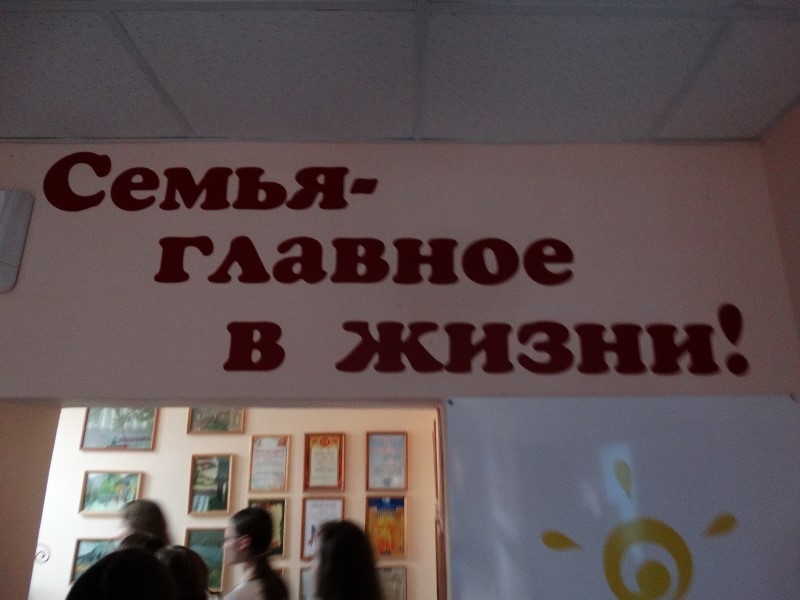 Семья-
главное
в жизни!